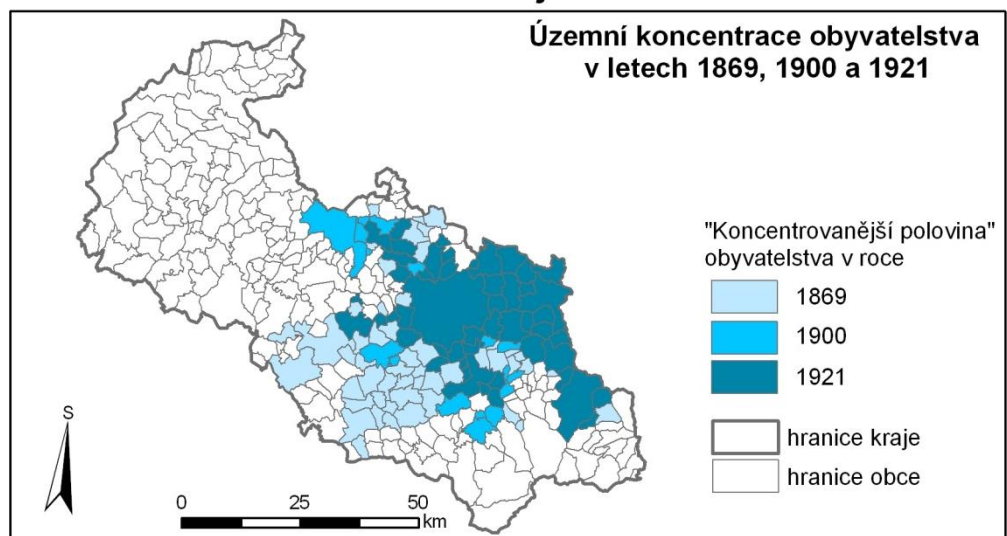 Územní koncentrace obyvatelstva
v letech 1869, 1900 a 1921
"Koncentrovanější polovina"
obyvatelstva v roce
1869
1900
1921
hranice kraje
hranice obce
S
0 25 50
km